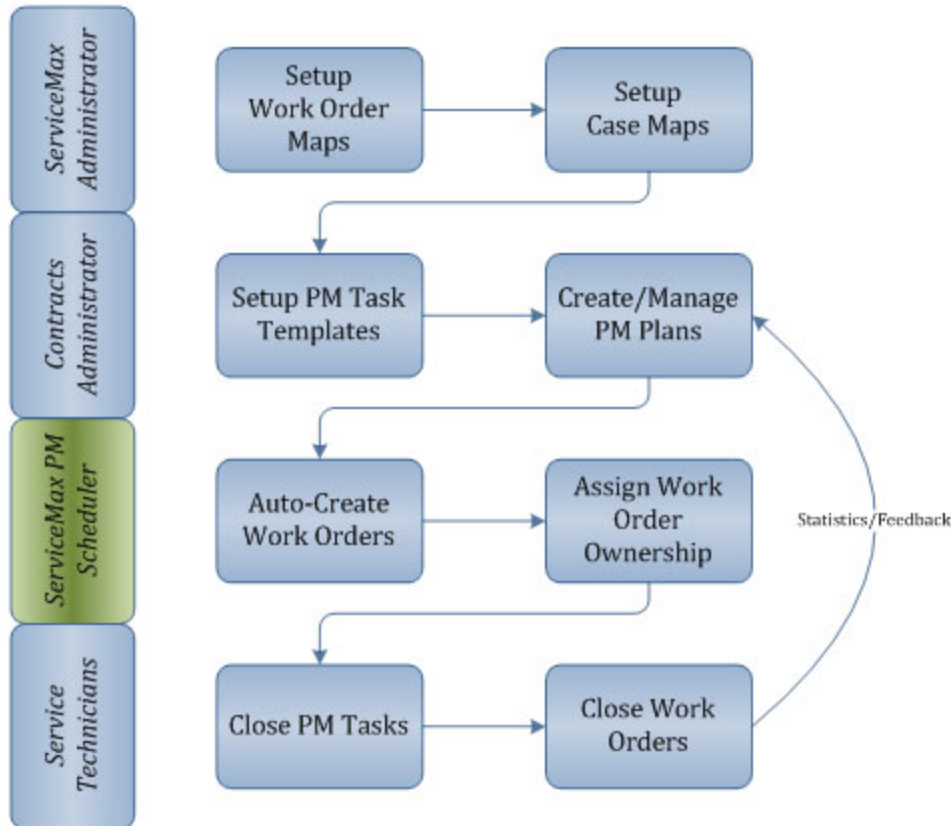 ServiceMax
Administrator
Setup
Work Order
Maps
Setup
Case Maps
Contracts
Administrator
Setup PM Task
Templates
Create/Manage
PM Plans
ServiceMax PM
Scheduler
Auto-Create
Work Orders
Assign Work
Order
Ownership
Statistics/Feedback
Service
Technicians
Close PM Tasks
Close Work
Orders